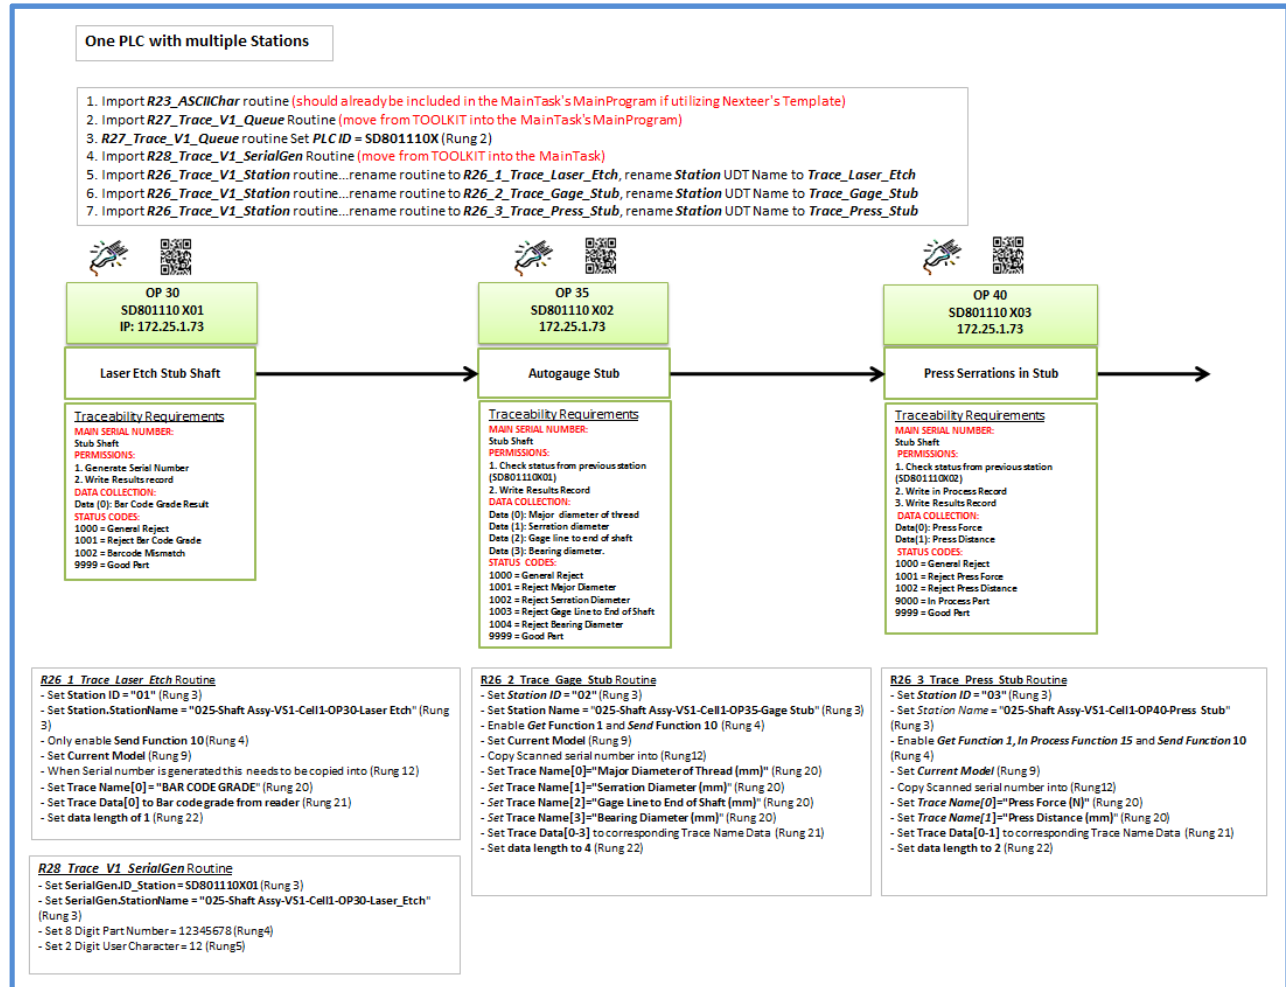 One PLC with multiple Stations
1. Import R23_ASCIIChar routine (should already be included in the MainTask's MainProgram if utilizing Nexteer's Template)
2. Import R27_Trace_V1_Queue Routine (move from TOOLKIT into the MainTask's MainProgram)
3. R27_Trace_V1_Queue routine Set PLC ID = SD801110X (Rung 2)
4. Import R28_Trace_V1_SerialGen Routine (move from TOOLKIT into the MainTask)
5. Import R26_Trace_V1_Station routine...rename routine to R26_1_Trace_Laser_Etch, rename Station UDT Name to Trace_Laser_Etch
6. Import R26_Trace_V1_Station routine...rename routine to R26_2_Trace_Gage_Stub, rename Station UDT Name to Trace_Gage_Stub
7. Import R26_Trace_V1_Station routine...rename routine to R26_3_Trace_Press_Stub, rename Station UDT Name to Trace_Press_Stub
OP 30
SD801110 X01
IP: 172.25.1.73
Laser Etch Stub Shaft
Traceability Requirements
MAIN SERIAL NUMBER:
Stub Shaft
PERMISSIONS:
1. Generate Serial Number
2. Write Results record
DATA COLLECTION:
Data (0): Bar Code Grade Result
STATUS CODES:
1000 = General Reject
1001 = Reject Bar Code Grade
1002 = Barcode Mismatch
9999 = Good Part
OP 35
SD801110 X02
172.25.1.73
Autogauge Stub
Traceability Requirements
MAIN SERIAL NUMBER:
Stub Shaft
PERMISSIONS:
1. Check status from previous station
(SD801110X01)
2. Write Results Record
DATA COLLECTION:
Data (0): Major diameter of thread
Data (1): Serration diameter
Data (2): Gage line to end of shaft
Data (3): Bearing diameter.
STATUS CODES:
1000 = General Reject
1001 = Reject Major Diameter
1002 = Reject Serration Diameter
1003 = Reject Gage Line to End of Shaft
1004 = Reject Bearing Diameter
9999 = Good Part
OP 40
SD801110 X03
172.25.1.73
Press Serrations in Stub
Traceability Requirements
MAIN SERIAL NUMBER:
Stub Shaft
PERMISSIONS:
1. Check status from previous station
(SD801110X02)
2. Write in Process Record
3. Write Results Record
DATA COLLECTION:
Data(0): Press Force
Data(1): Press Distance
STATUS CODES:
1000 = General Reject
1001 = Reject Press Force
1002 = Reject Press Distance
9000 = In Process Part
9999 = Good Part
R26_1_Trace_Laser_Etch Routine
- Set Station ID = "01" (Rung 3)
- Set Station.StationName = "025-Shaft Assy-VS1-Cell1-OP30-Laser Etch" (Rung
3)
- Only enable Send Function 10 (Rung 4)
- Set Current Model (Rung 9)
- When Serial number is generated this needs to be copied into (Rung 12)
- Set Trace Name[0]= "BAR CODE GRADE" (Rung 20)
- Set Trace Data[0] to Bar code grade from reader (Rung 21)
- Set data length of 1 (Rung 22)
R28_Trace_V1_SerialGen Routine
- Set SerialGen.ID_Station = SD801110X01 (Rung 3)
- Set SerialGen.StationName = "025-Shaft Assy-VS1-Cell1-OP30-Laser_Etch"
(Rung 3)
- Set 8 Digit Part Number = 12345678 (Rung4)
- Set 2 Digit User Character = 12 (Rung5)
R26_2_Trace_Gage_Stub Routine
- Set Station ID = "02" (Rung 3)
- Set Station Name = "025-Shaft Assy-VS1-Cell1-OP35-Gage Stub" (Rung 3)
- Enable Get Function 1 and Send Function 10 (Rung 4)
- Set Current Model (Rung 9)
- Copy Scanned serial number into (Rung12)
- Set Trace Name[0]="Major Diameter of Thread (mm)" (Rung 20)
- Set Trace Name[1]="Serration Diameter (mm)" (Rung 20)
- Set Trace Name[2]="Gage Line to End of Shaft (mm)" (Rung 20)
- Set Trace Name[3]="Bearing Diameter (mm)" (Rung 20)
- Set Trace Data[0-3] to corresponding Trace Name Data (Rung 21)
- Set data length to 4 (Rung 22)
R26_3_Trace_Press_Stub Routine
- Set Station ID = "03" (Rung 3)
- Set Station Name = "025-Shaft Assy-VS1-Cell1-OP40-Press Stub"
(Rung 3)
- Enable Get Function 1, In Process Function 15 and Send Function 10
(Rung 4)
- Set Current Model (Rung 9)
- Copy Scanned serial number into (Rung12)
- Set Trace Name[0]="Press Force (N)" (Rung 20)
- Set Trace Name[1]="Press Distance (mm)" (Rung 20)
- Set Trace Data[0-1] to corresponding Trace Name Data (Rung 21)
- Set data length to 2 (Rung 22)